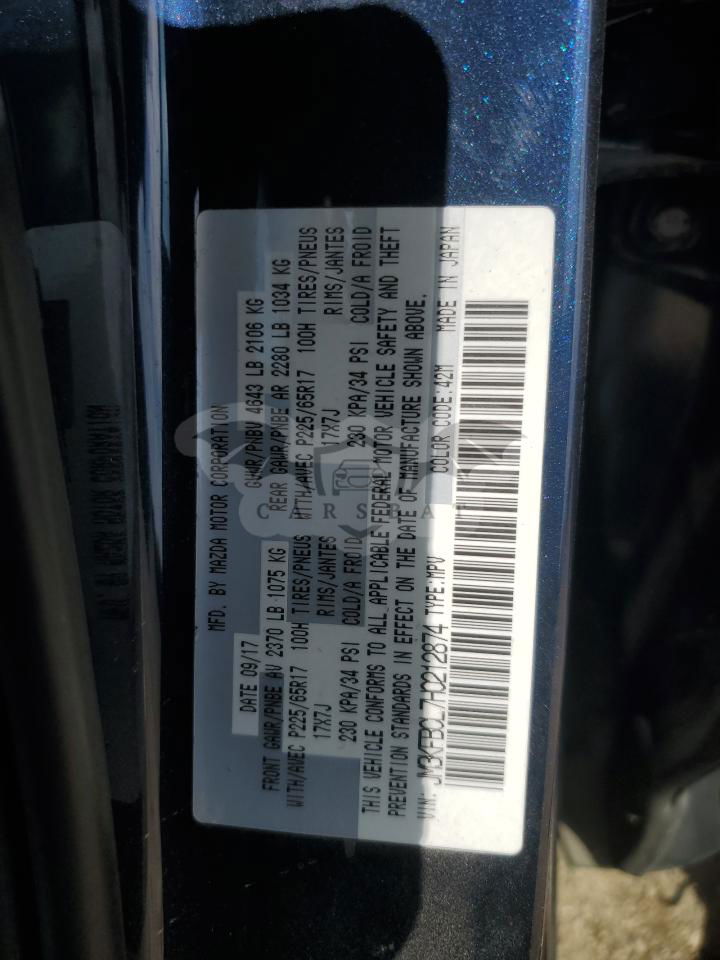 MFD. BY MAZDA MOTOR CORPORATION
DATE 09/17 GVWR/PNBV 4643 LB 2106 KG
FRONT GAWR/PNBE AV 2370 LB 1075 KG REAR GAWR/PNBE AR 2280 LB 1034 KG
WITH/AVEC P225/65R17 100H TIRES/PNEUS WITH/AVEC P225/65R17 100H TIRES/PNEUS
17X7J RIMS/JANTES 17X7J RIMS/JANTES
230 KPA/34 PSI COLD/A FROID 230 KPA/34 PSI COLD/A FROID
THIS VEHICLE CONFORMS TO ALL APPLICABLE FEDERAL MOTOR VEHICLE SAFETY AND THEFT
PREVENTION STANDARDS IN EFFECT ON THE DATE OF MANUFACTURE SHOWN ABOVE.
VIN: JM3KFBCL7H0212874 TYPE:MPV COLOR CODE:42M MADE IN JAPAN
CARSBAT